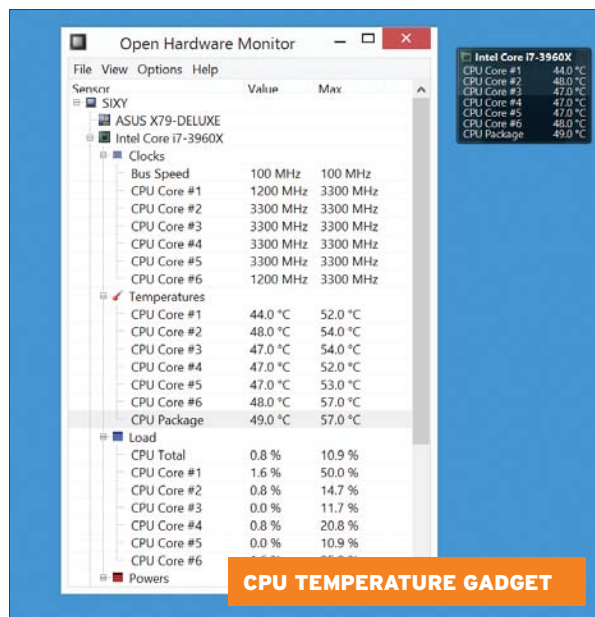 Open Hardware Monitor
File View Options Help
Sensor Value Max
SIXY
ASUS X79-DELUXE
Intel Core i7-3960X
Clocks
Bus Speed 100 MHz 100 MHz
CPU Core #1 1200 MHz 3300 MHz
CPU Core #2 3300 MHz 3300 MHz
CPU Core #3 3300 MHz 3300 MHz
CPU Core #4 3300 MHz 3300 MHz
CPU Core #5 3300 MHz 3300 MHz
CPU Core #6 1200 MHz 3300 MHz
Temperatures
CPU Core #1 44.0 °C 52.0 °C
CPU Core #2 48.0 °C 54.0 °C
CPU Core #3 47.0 °C 54.0 °C
CPU Core #4 47.0 °C 52.0 °C
CPU Core #5 47.0 °C 53.0 °C
CPU Core #6 48.0 °C 57.0 °C
CPU Package 49.0 °C 57.0 °C
Load
CPU Total 0.8 % 10.9 %
CPU Core #1 1.6 % 50.0 %
CPU Core #2 0.8 % 14.7 %
CPU Core #3 0.0 % 11.7 %
CPU Core #4 0.8 % 20.8 %
CPU Core #5 0.0 % 10.9 %
CPU Core #6
Powers
Intel Core i7-3960X
CPU Core #1 44.0 °C
CPU Core #2 48.0 °C
CPU Core #3 47.0 °C
CPU Core #4 47.0 °C
CPU Core #5 47.0 °C
CPU Core #6 48.0 °C
CPU Package 49.0 °C
CPU TEMPERATURE GADGET